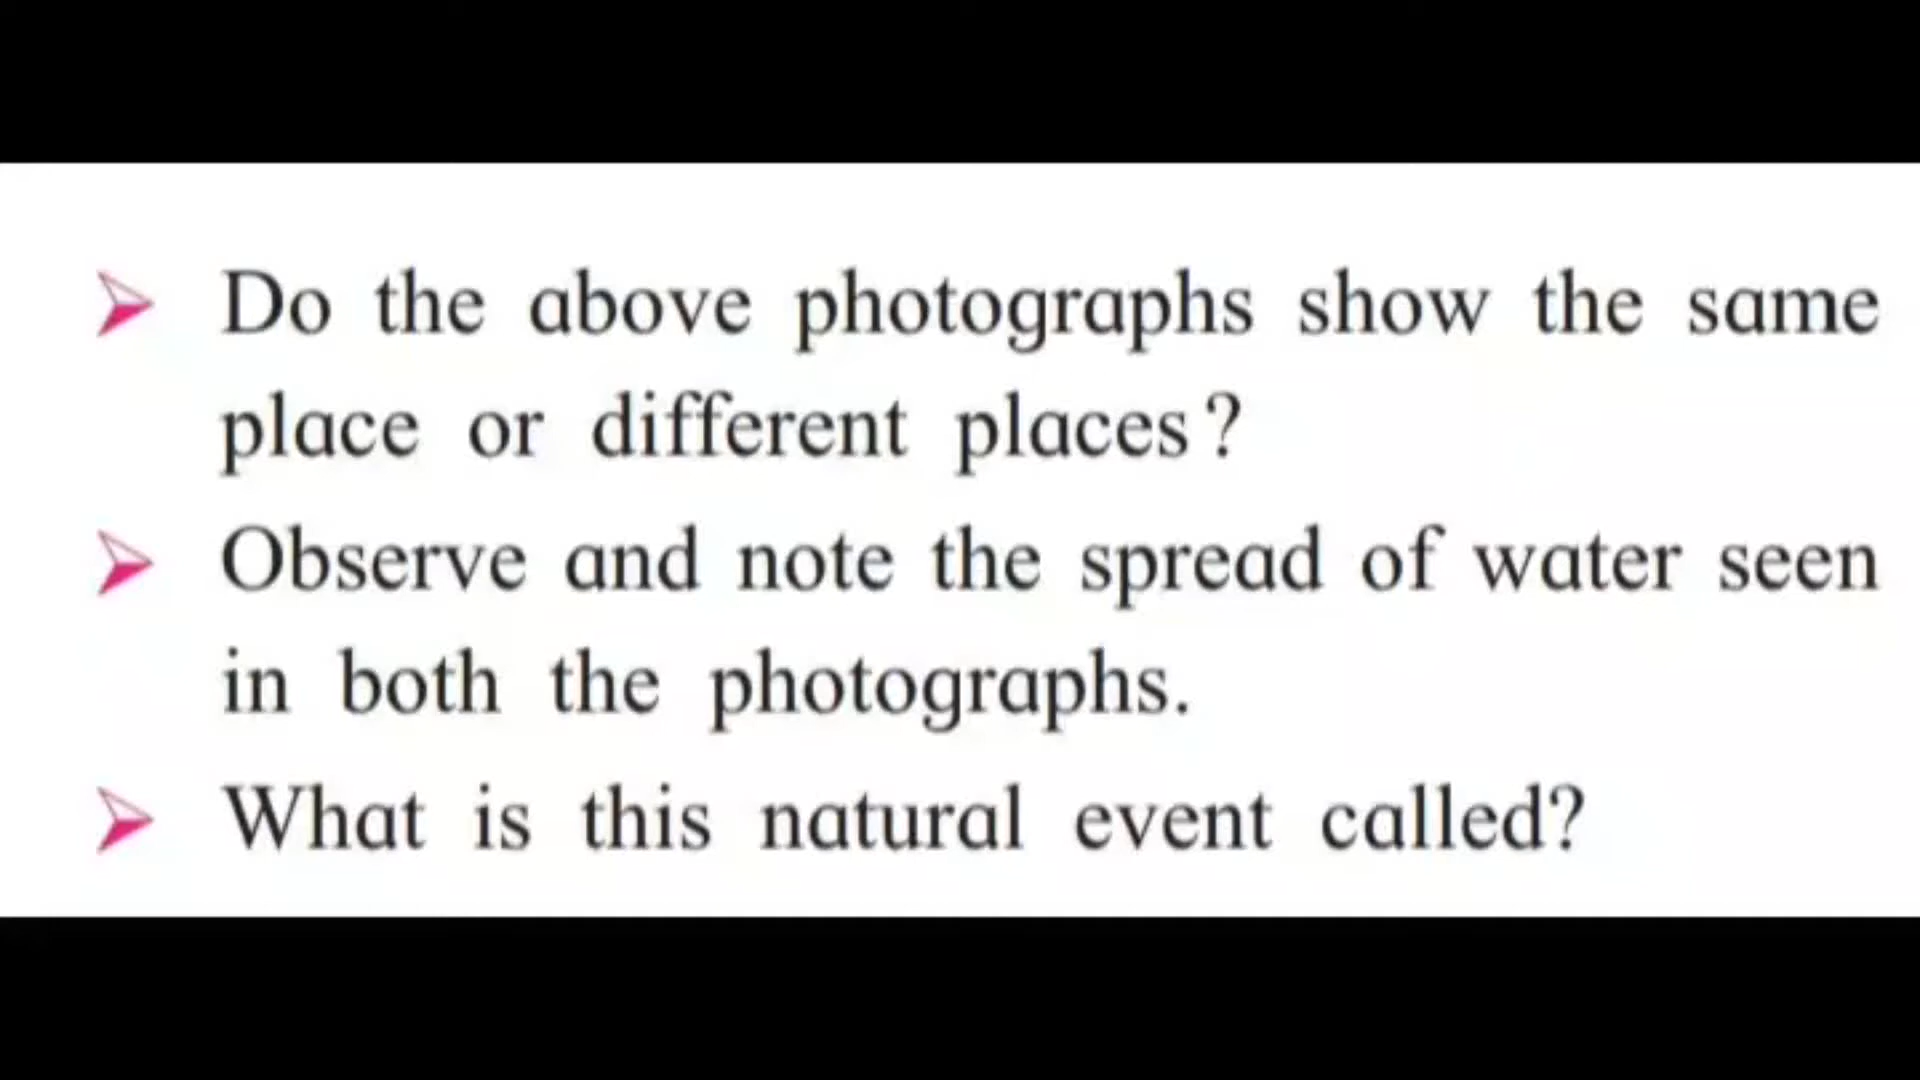 Do the above photographs show the same
place or different places?
Observe and note the spread of water seen
in both the photographs.
What is this natural event called?